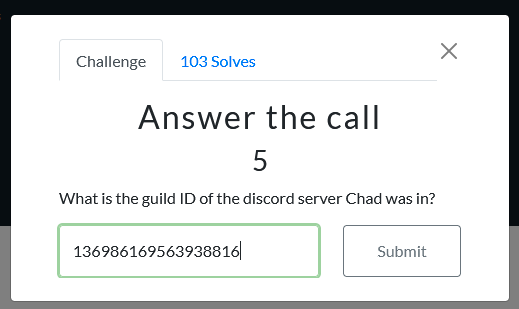 Challenge
103 Solves
Answer the call
5
What is the guild ID of the discord server Chad was in?
136986169563938816
Submit